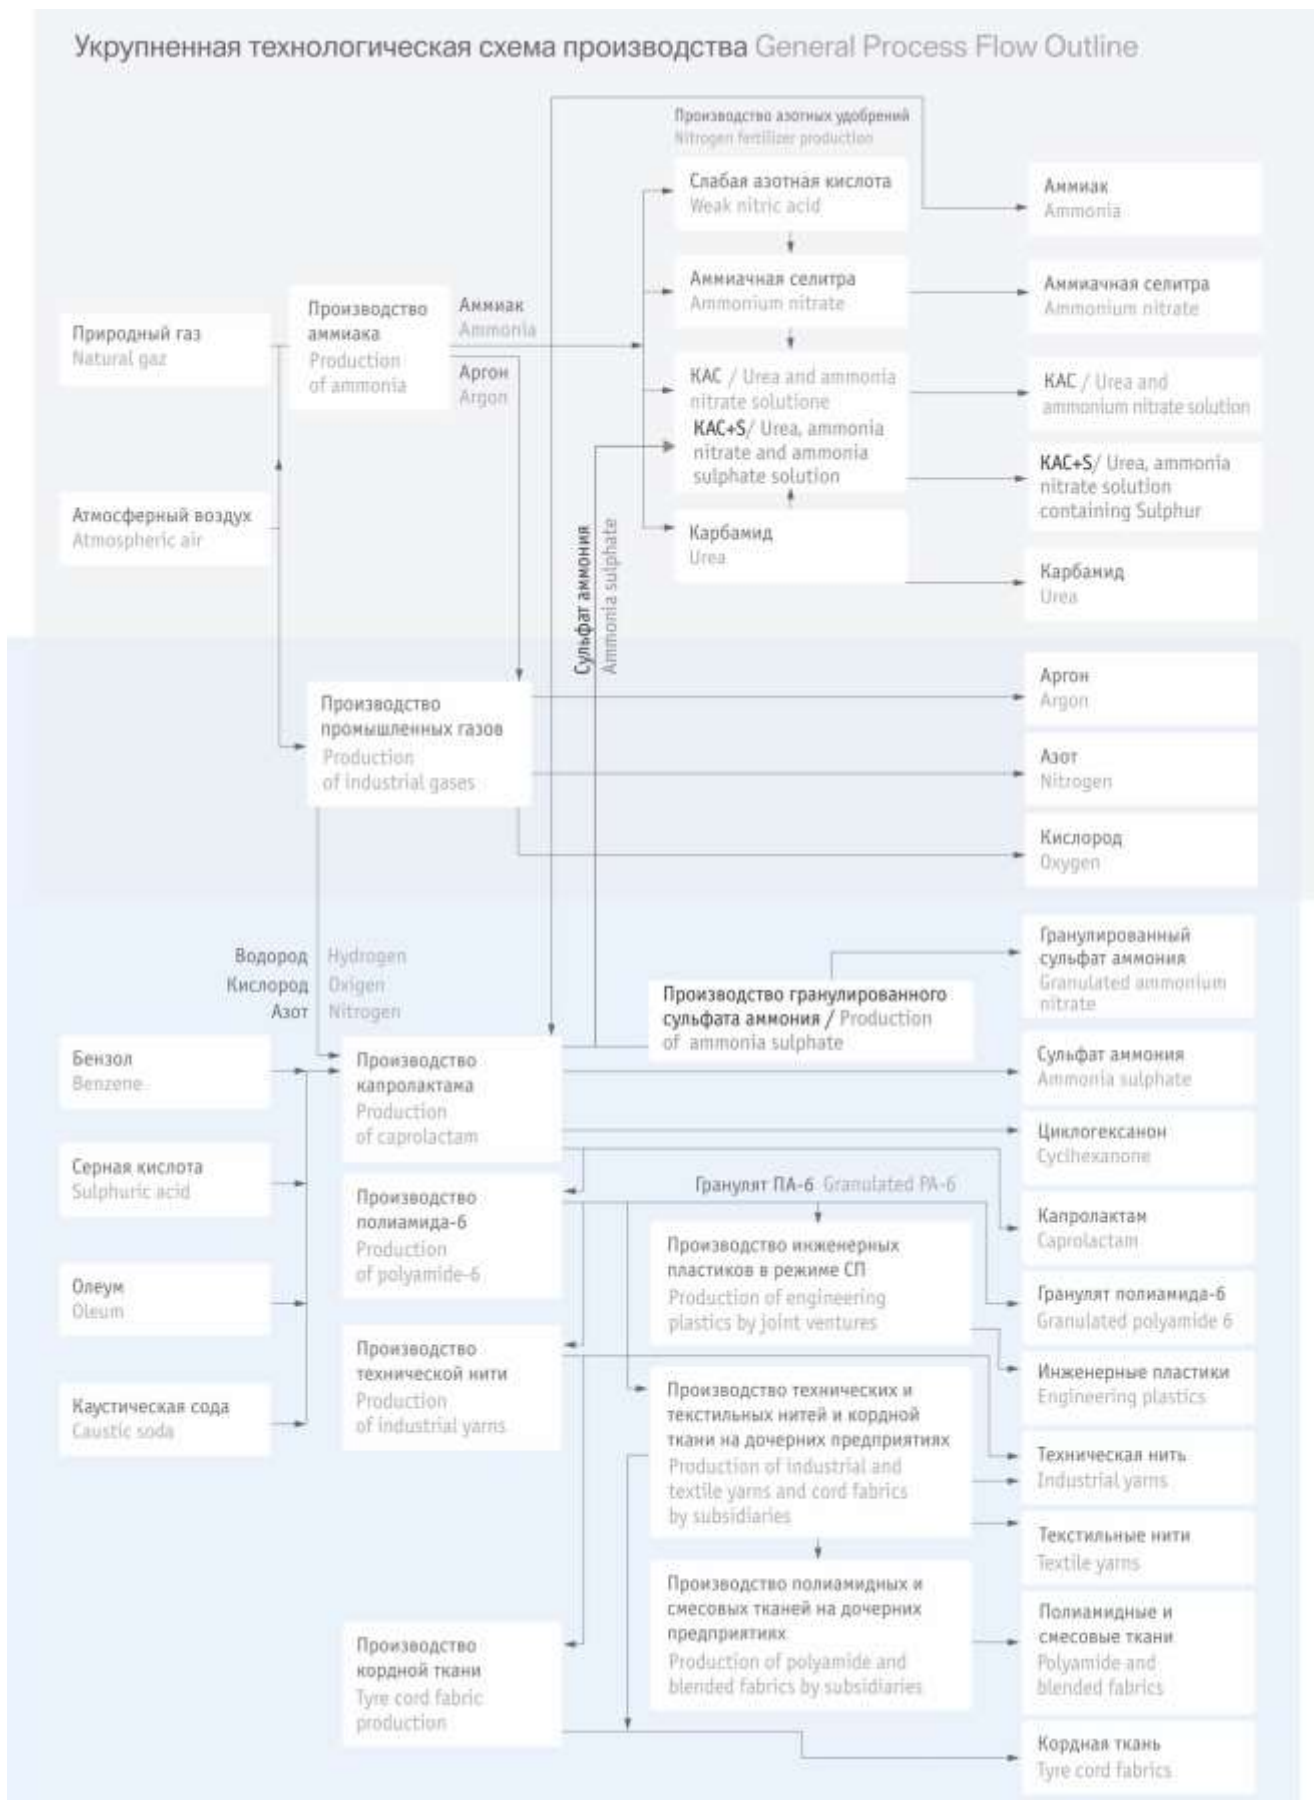 Укрупненная технологическая схема производства General Process Flow Outline
Производство азотных удобрений
Nitrogen fertilizer production
Слабая азотная кислота
Weak nitric acid
Аммиак
Ammonia
Аммиачная селитра
Ammonium nitrate
Аммиачная селитра
Ammonium nitrate
Природный газ
Natural gaz
Производство
аммиака
Production
of ammonia
Аммиак
Ammonia
Аргон
Argon
КАС / Urea and ammonia
nitrate solutione
КАС+S/ Urea, ammonia
nitrate and ammonia
sulphate solution
КАС / Urea and
ammonium nitrate solution
КАС+S/ Urea, ammonia
nitrate solution
containing Sulphur
Атмосферный воздух
Atmospheric air
Карбамид
Urea
Карбамид
Urea
Сульфат аммония
Ammonia sulphate
Производство
промышленных газов
Production
of industrial gases
Аргон
Argon
Азот
Nitrogen
Кислород
Oxygen
Водород Hydrogen
Кислород Oxigen
Азот Nitrogen
Производство гранулированного
сульфата аммония / Production
of ammonia sulphate
Гранулированный
сульфат аммония
Granulated ammonium
nitrate
Бензол
Benzene
Производство
капролактама
Production
of caprolactam
Сульфат аммония
Ammonia sulphate
Циклогексанон
Cyclhexanone
Серная кислота
Sulphuric acid
Производство
полиамида-6
Production
of polyamide-6
Гранулят ПА-6 Granulated PA-6
Капролактам
Caprolactam
Производство инженерных
пластиков в режиме СП
Production of engineering
plastics by joint ventures
Олеум
Oleum
Гранулят полиамида-6
Granulated polyamide 6
Производство
технической нити
Production
of industrial yarns
Инженерные пластики
Engineering plastics
Каустическая сода
Caustic soda
Производство технических и
текстильных нитей и кордной
ткани на дочерних предприятиях
Production of industrial and
textile yarns and cord fabrics
by subsidiaries
Техническая нить
Industrial yarns
Текстильные нити
Textile yarns
Производство полиамидных и
смесовых тканей на дочерних
предприятиях
Production of polyamide and
blended fabrics by subsidiaries
Полиамидные и
смесовые ткани
Polyamide and
blended fabrics
Производство
кордной ткани
Tyre cord fabric
production
Кордная ткань
Tyre cord fabrics